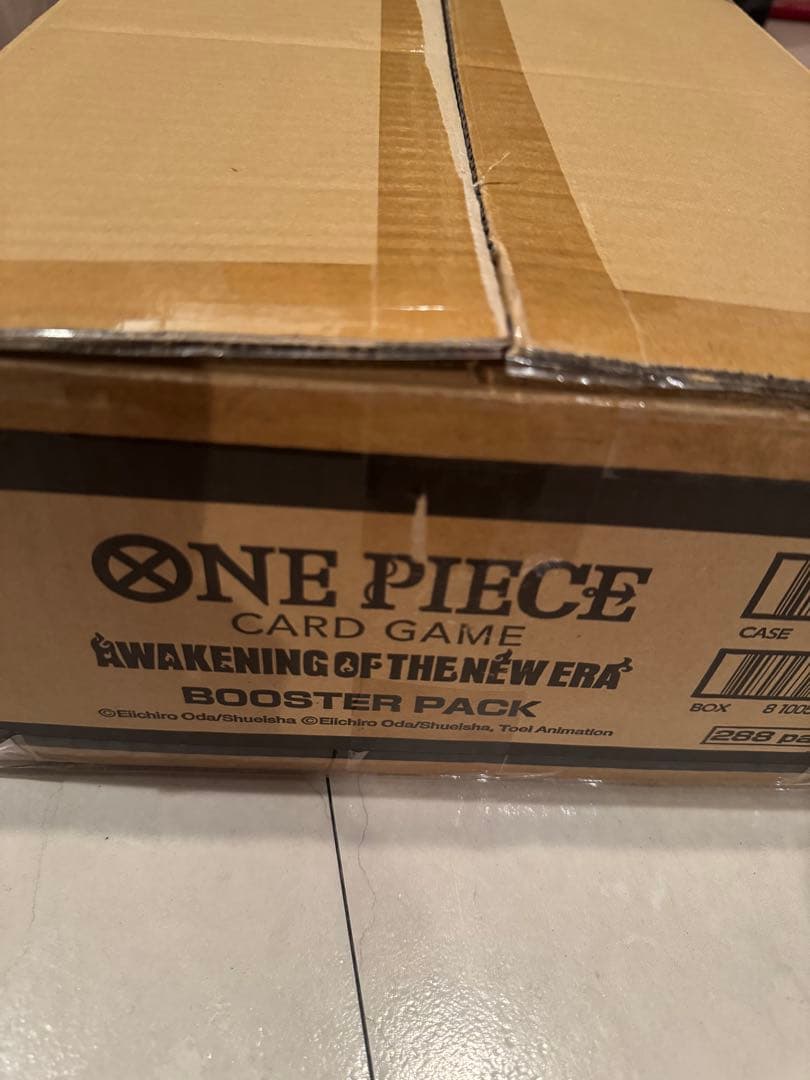 ONE PIECE
CARD GAME
AWAKENING OF THE NEW ERA
BOOSTER PACK
©Eiichiro Oda/Shueisha ©Eiichiro Oda/Shueisha, Toei Animation
CASE
BOX
288